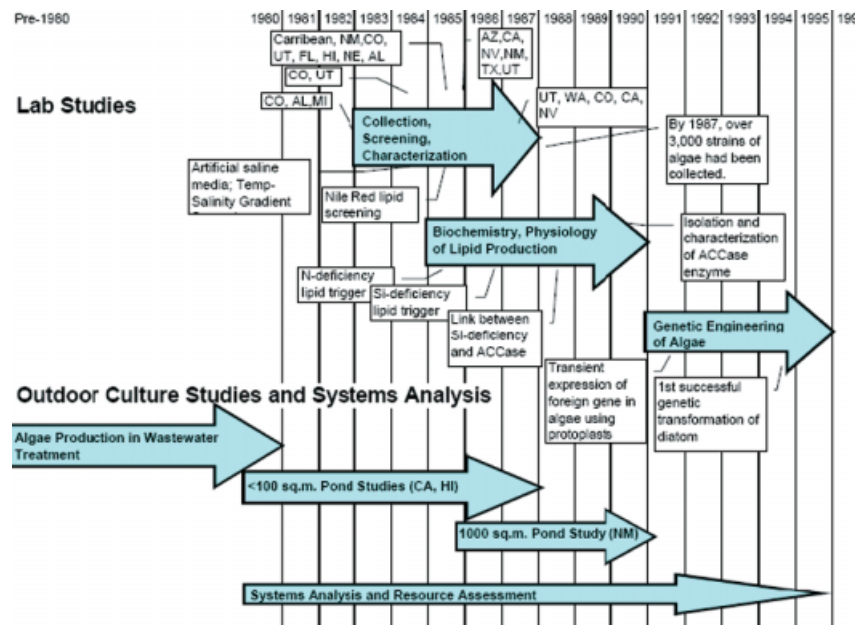 Pre-1980 1980 1981 1982 1983 1984 1985 1986 1987 1988 1989 1990 1991 1992 1993 1994 1995
Carribean, NM,CO,
UT, FL, HI, NE, AL
AZ,CA,
NV,NM,
TX,UT
CO, UT
CO, AL,MI
UT, WA, CO, CA,
NV
Lab Studies
Collection,
Screening,
Characterization
By 1987, over
3,000 strains of
algae had been
collected.
Artificial saline
media; Temp-
Salinity Gradient
Nile Red lipid
screening
Biochemistry, Physiology
of Lipid Production
Isolation and
characterization
of ACCase
enzyme
N-deficiency
lipid trigger
Si-deficiency
lipid trigger
Link between
Si-deficiency
and ACCase
Genetic Engineering
of Algae
Transient
expression of
foreign gene in
algae using
protoplasts
1st successful
genetic
transformation of
diatom
Outdoor Culture Studies and Systems Analysis
Algae Production in Wastewater
Treatment
<100 sq.m. Pond Studies (CA, HI)
1000 sq.m. Pond Study (NM)
Systems Analysis and Resource Assessment